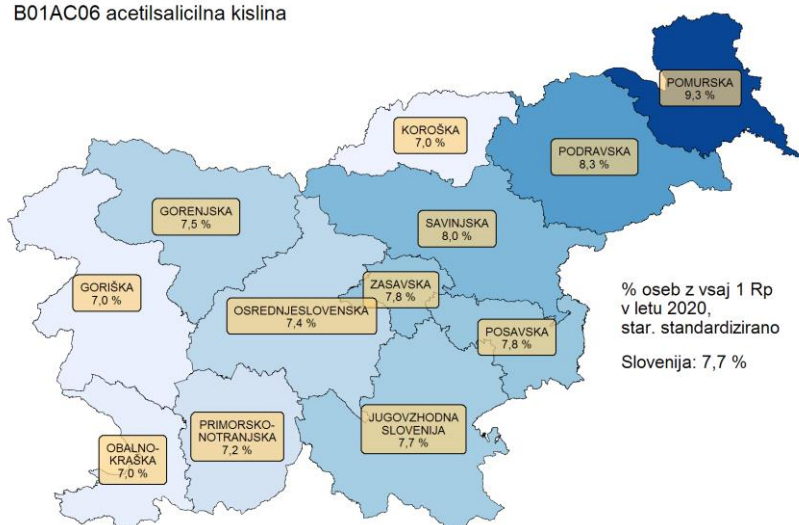 B01AC06 acetilsalicilna kislina
POMURSKA
9,3 %
KOROŠKA
7,0 %
PODRAVSKA
8,3 %
GORENJSKA
7,5 %
SAVINJSKA
8,0 %
GORIŠKA
7,0 %
ZASAVSKA
7,8 %
OSREDNJESLOVENSKA
7,4 %
POSAVSKA
7,8 %
% oseb z vsaj 1 Rp
v letu 2020,
star. standardizirano
Slovenija: 7,7 %
PRIMORSKO-
NOTRANJSKA
7,2 %
JUGOVZHODNA
SLOVENIJA
7,7 %
OBALNO-
KRAŠKA
7,0 %